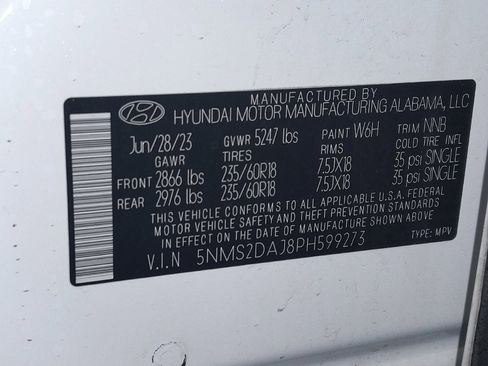 MANUFACTURED BY
HYUNDAI MOTOR MANUFACTURING ALABAMA, LLC
Jun/28/23 GVWR 5247 lbs PAINT W6H TRIM NNB
GAWR TIRES RIMS COLD TIRE INFL
FRONT 2866 lbs 235/60R18 7.5JX18 35 psi SINGLE
REAR 2976 lbs 235/60R18 7.5JX18 35 psi SINGLE
THIS VEHICLE CONFORMS TO ALL APPLICABLE U.S.A. FEDERAL
MOTOR VEHICLE SAFETY AND THEFT PREVENTION STANDARDS
IN EFFECT ON THE DATE OF MANUFACTURE SHOWN ABOVE.
V.I.N 5NMS2DAJ8PH599273 TYPE: MPV